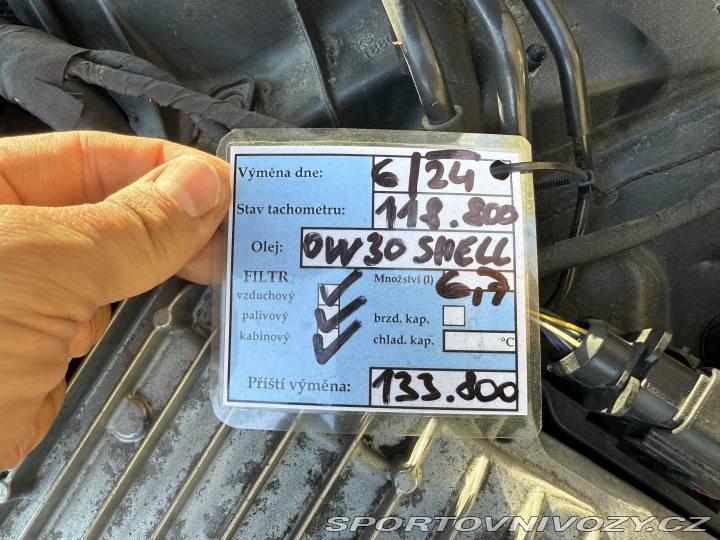 Výměna dne: 6/24
Stav tachometru: 118.800
Olej: 0W30 SHELL
FILTR Množství (l) 6,7
vzduchový
palivový brzd. kap.
kabinový chlad. kap. °C
Příští výměna: 133.800
SPORTOVNIVOZY.CZ